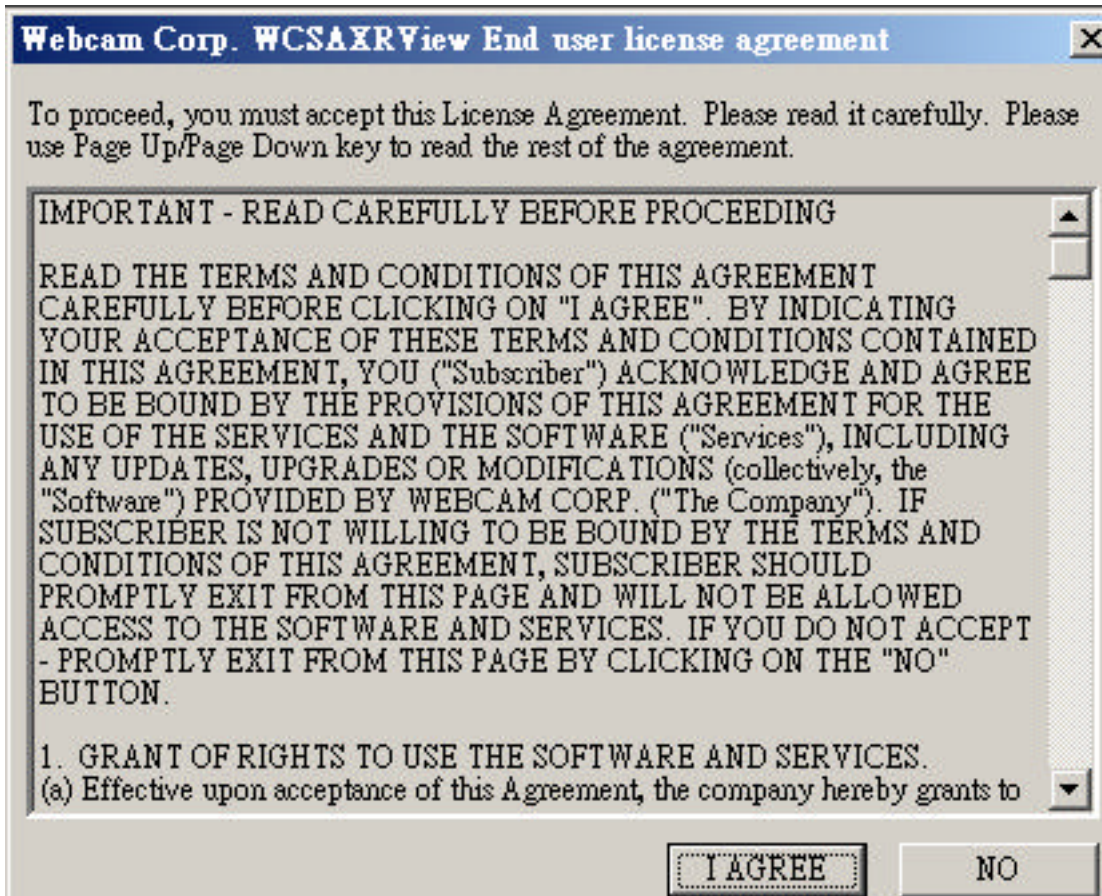 Webcam Corp. WCSAXRView End user license agreement
To proceed, you must accept this License Agreement.  Please read it carefully.  Please
use Page Up/Page Down key to read the rest of the agreement.
IMPORTANT - READ CAREFULLY BEFORE PROCEEDING
READ THE TERMS AND CONDITIONS OF THIS AGREEMENT
CAREFULLY BEFORE CLICKING ON "I AGREE".  BY INDICATING
YOUR ACCEPTANCE OF THESE TERMS AND CONDITIONS CONTAINED
IN THIS AGREEMENT, YOU ("Subscriber") ACKNOWLEDGE AND AGREE
TO BE BOUND BY THE PROVISIONS OF THIS AGREEMENT FOR THE
USE OF THE SERVICES AND THE SOFTWARE ("Services"), INCLUDING
ANY UPDATES, UPGRADES OR MODIFICATIONS (collectively, the
"Software") PROVIDED BY WEBCAM CORP. ("The Company").  IF
SUBSCRIBER IS NOT WILLING TO BE BOUND BY THE TERMS AND
CONDITIONS OF THIS AGREEMENT, SUBSCRIBER SHOULD
PROMPTLY EXIT FROM THIS PAGE AND WILL NOT BE ALLOWED
ACCESS TO THE SOFTWARE AND SERVICES.  IF YOU DO NOT ACCEPT
- PROMPTLY EXIT FROM THIS PAGE BY CLICKING ON THE "NO"
BUTTON.
1.  GRANT OF RIGHTS TO USE THE SOFTWARE AND SERVICES.
(a) Effective upon acceptance of this Agreement, the company hereby grants to
I AGREE
NO